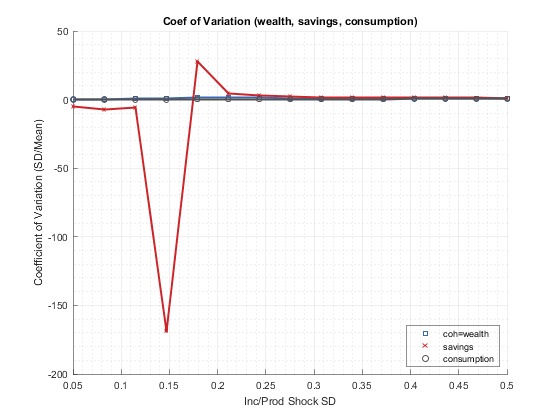 Coef of Variation (wealth, savings, consumption)
50
0
-50
-100
-150
-200
Coefficient of Variation (SD/Mean)
0.05
0.1
0.15
0.2
0.25
0.3
0.35
0.4
0.45
0.5
Inc/Prod Shock SD
coh=wealth
savings
consumption